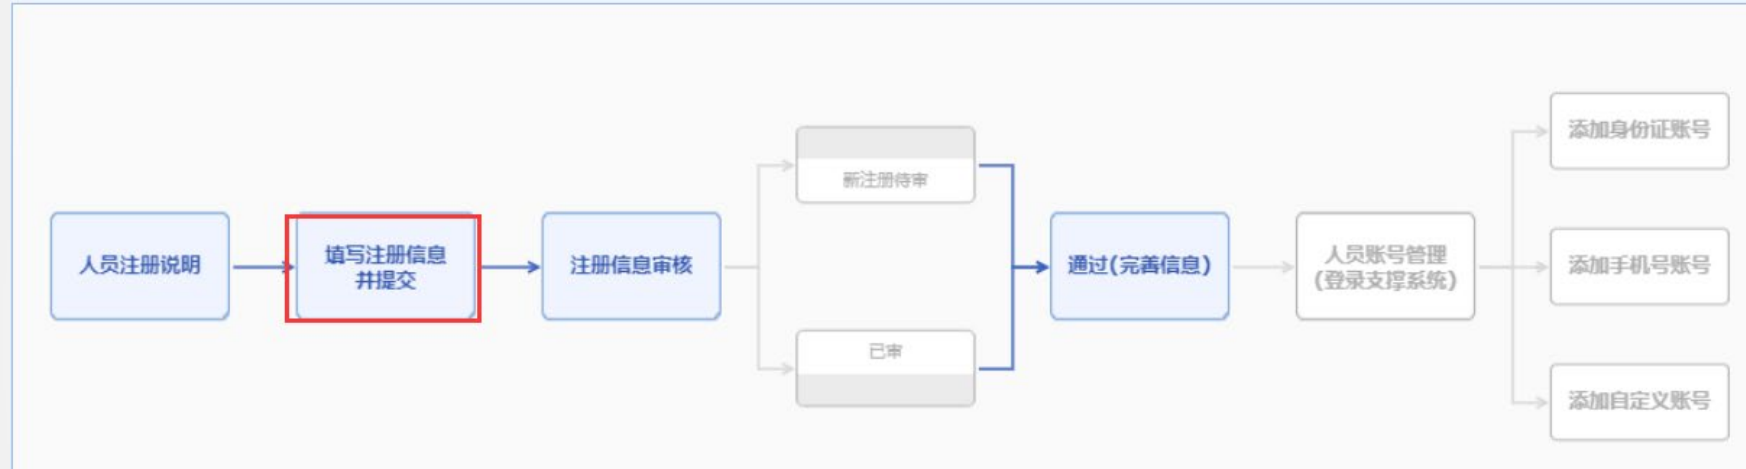 人员注册说明
填写注册信息
并提交
注册信息审核
新注册待审
已审
通过(完善信息)
人员账号管理
(登录支撑系统)
添加身份证账号
添加手机号账号
添加自定义账号